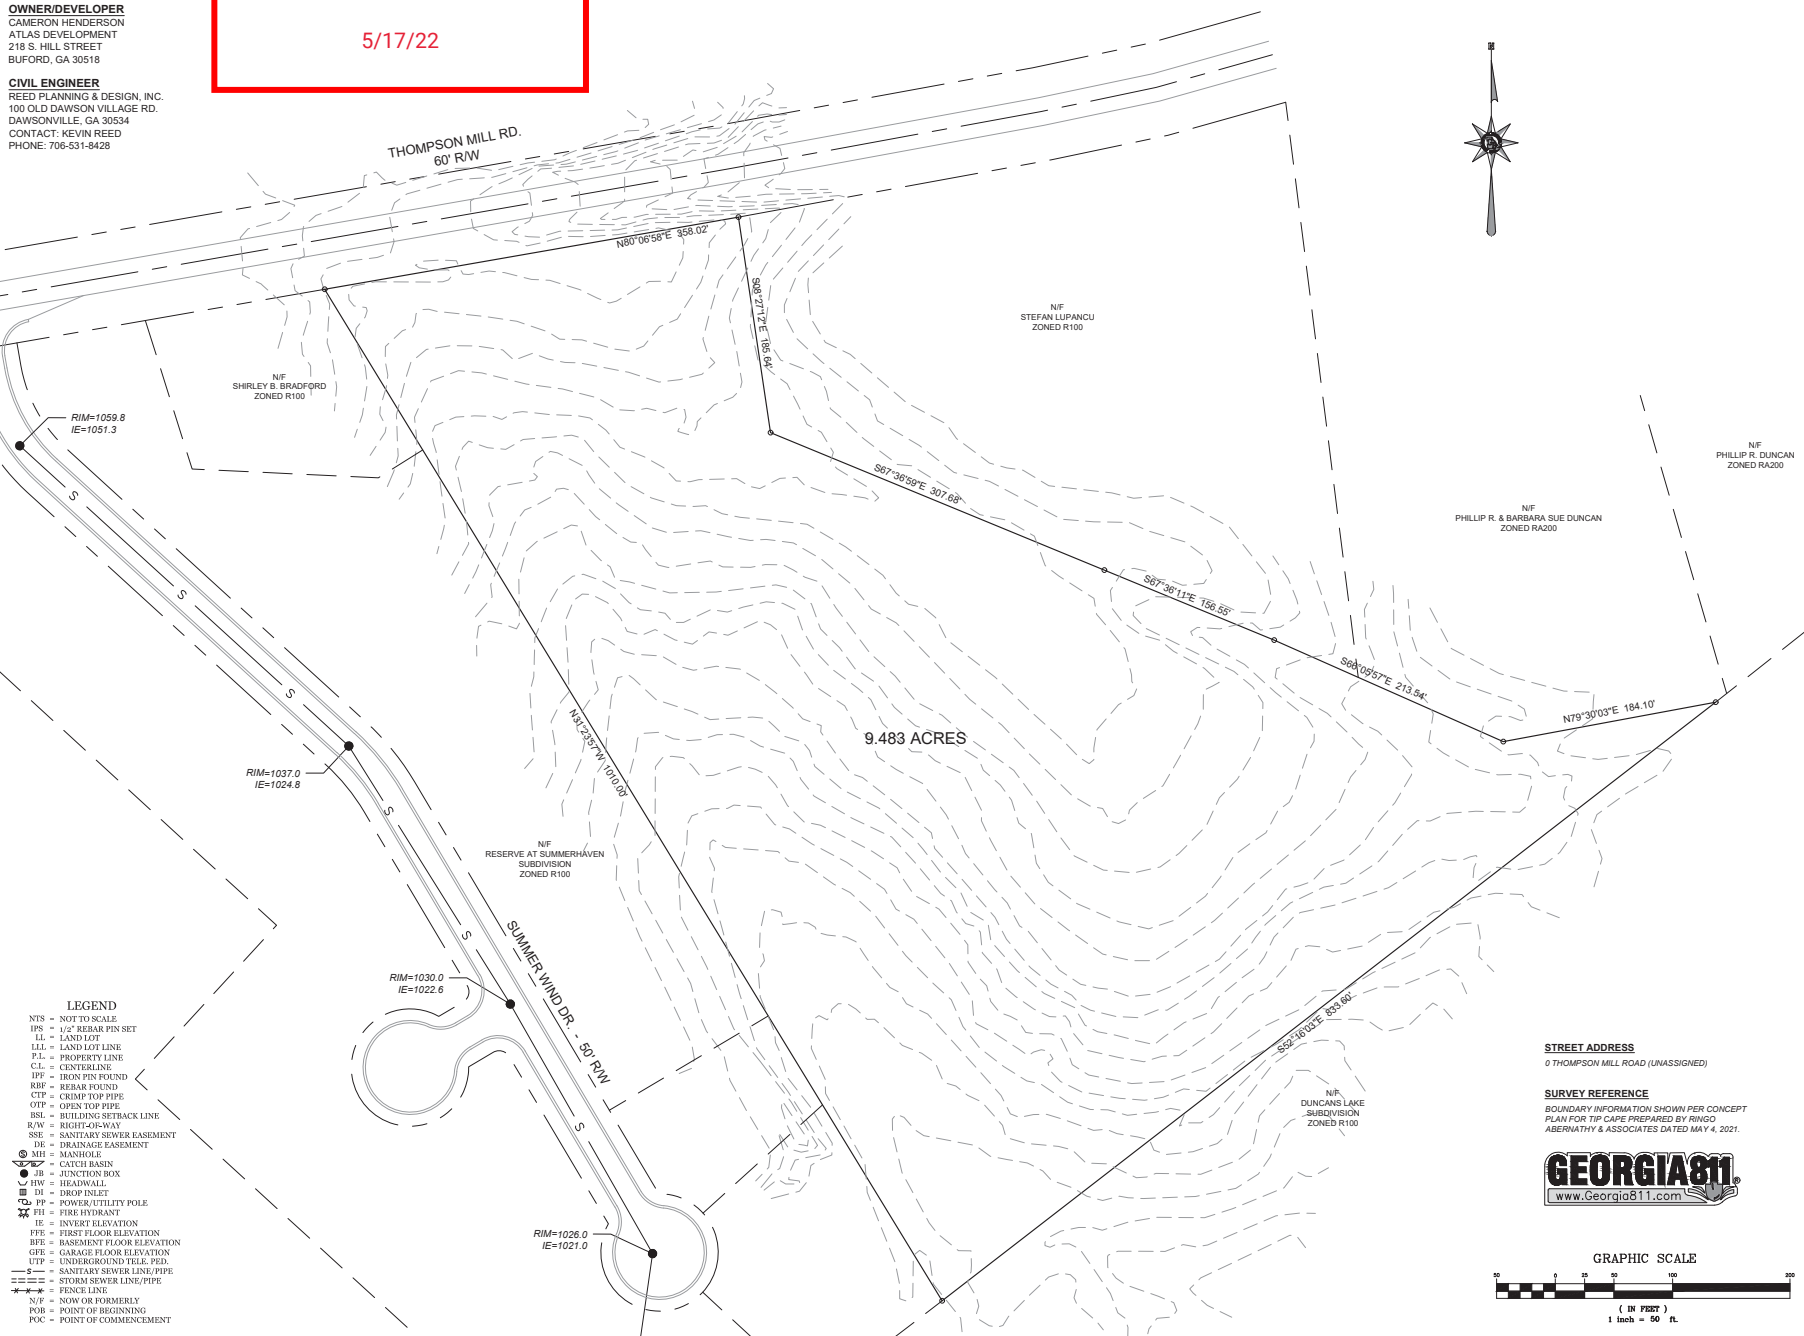 OWNER/DEVELOPER
CAMERON HENDERSON
ATLAS DEVELOPMENT
218 S. HILL STREET
BUFORD, GA 30518
CIVIL ENGINEER
REED PLANNING & DESIGN, INC.
100 OLD DAWSON VILLAGE RD.
DAWSONVILLE, GA 30534
CONTACT: KEVIN REED
PHONE: 706-531-8428
5/17/22
N
THOMPSON MILL RD.
60' R/W
N80°06'58"E 358.02'
S08°27'12"E 185.64'
N/F
STEFAN LUPANCU
ZONED R100
N/F
SHIRLEY B. BRADFORD
ZONED R100
RIM=1059.8
IE=1051.3
N/F
PHILLIP R. DUNCAN
ZONED RA200
S67°36'59"E 307.68'
N/F
PHILLIP R. & BARBARA SUE DUNCAN
ZONED RA200
S67°36'11"E 156.55'
S66°05'57"E 213.54'
N79°30'03"E 184.10'
S
S
S
N31°23'57"W 1010.00'
9.483 ACRES
RIM=1037.0
IE=1024.8
S
N/F
RESERVE AT SUMMERHAVEN
SUBDIVISION
ZONED R100
S
SUMMER WIND DR. - 50' R/W
RIM=1030.0
IE=1022.6
S
S52°16'03"E 833.60'
N/F
DUNCANS LAKE
SUBDIVISION
ZONED R100
RIM=1026.0
IE=1021.0
LEGEND
NTS = NOT TO SCALE
IPS = 1/2" REBAR PIN SET
LL = LAND LOT
LLL = LAND LOT LINE
P.L. = PROPERTY LINE
C.L. = CENTERLINE
IPF = IRON PIN FOUND
RBF = REBAR FOUND
CTP = CRIMP TOP PIPE
OTP = OPEN TOP PIPE
BSL = BUILDING SETBACK LINE
R/W = RIGHT-OF-WAY
SSE = SANITARY SEWER EASEMENT
DE = DRAINAGE EASEMENT
S MH = MANHOLE
= CATCH BASIN
JB = JUNCTION BOX
HW = HEADWALL
DI = DROP INLET
PP = POWER/UTILITY POLE
FH = FIRE HYDRANT
IE = INVERT ELEVATION
FFE = FIRST FLOOR ELEVATION
BFE = BASEMENT FLOOR ELEVATION
GFE = GARAGE FLOOR ELEVATION
UTP = UNDERGROUND TELE. PED.
S = SANITARY SEWER LINE/PIPE
= STORM SEWER LINE/PIPE
x x x = FENCE LINE
N/F = NOW OR FORMERLY
POB = POINT OF BEGINNING
POC = POINT OF COMMENCEMENT
STREET ADDRESS
0 THOMPSON MILL ROAD (UNASSIGNED)
SURVEY REFERENCE
BOUNDARY INFORMATION SHOWN PER CONCEPT
PLAN FOR TIP CAPE PREPARED BY RINGO
ABERNATHY & ASSOCIATES DATED MAY 4, 2021.
GEORGIA811®
www.Georgia811.com
GRAPHIC SCALE
50 0 25 50 100 200
( IN FEET )
1 inch = 50 ft.